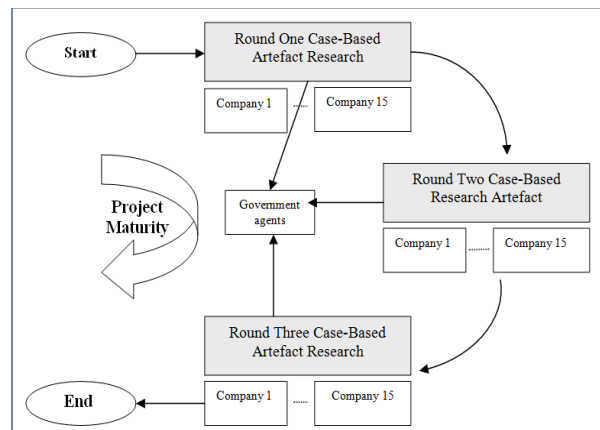 Start
Round One Case-Based
Artefact Research
Company 1
Company 15
Round Two Case-Based
Research Artefact
Company 1
Company 15
Project
Maturity
Government
agents
Round Three Case-Based
Artefact Research
Company 1
Company 15
End